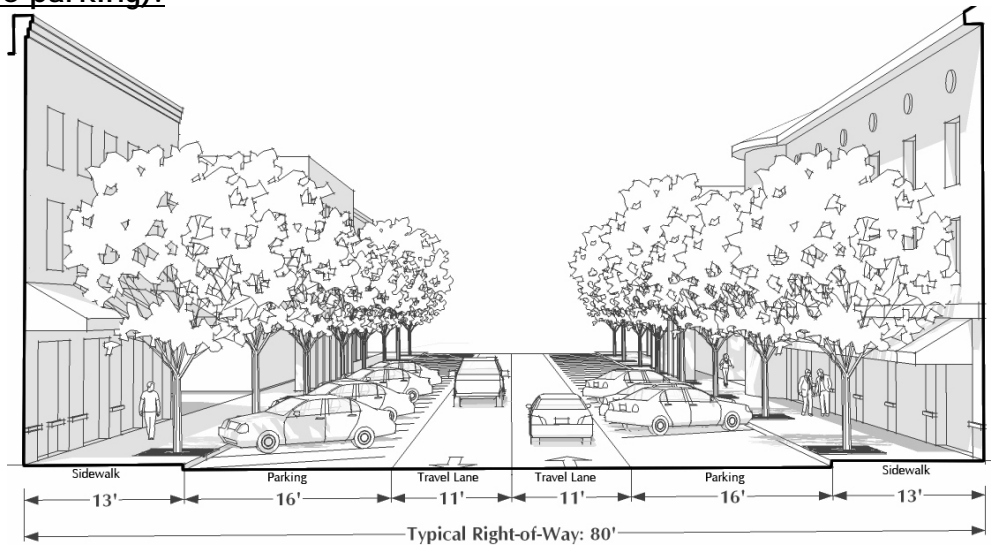 parking).
Sidewalk Parking Travel Lane Travel Lane Parking Sidewalk
13' 16' 11' 11' 16' 13'
Typical Right-of-Way: 80'